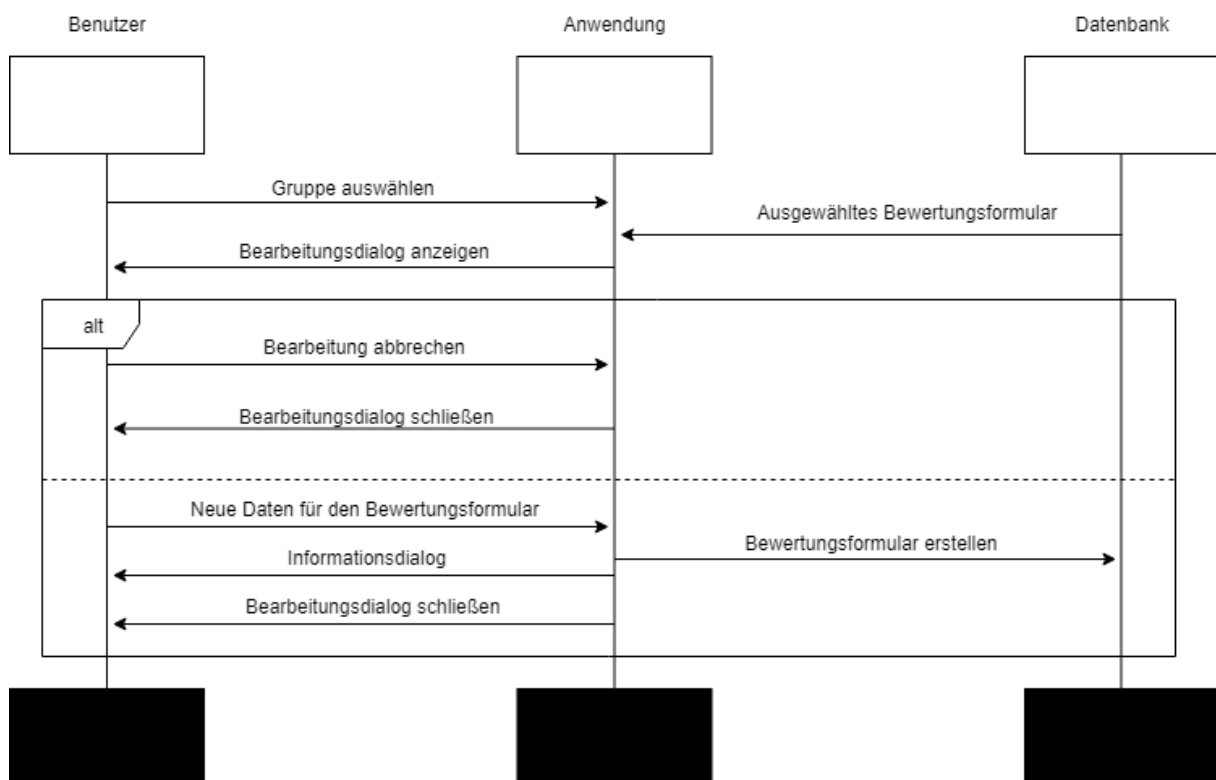 Benutzer
Anwendung
Datenbank
Gruppe auswählen
Ausgewähltes Bewertungsformular
Bearbeitungsdialog anzeigen
alt
Bearbeitung abbrechen
Bearbeitungsdialog schließen
Neue Daten für den Bewertungsformular
Bewertungsformular erstellen
Informationsdialog
Bearbeitungsdialog schließen